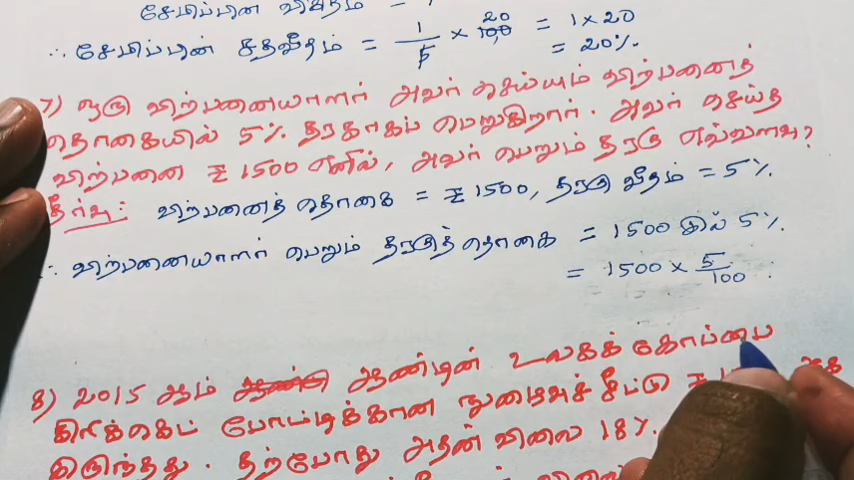 சேமிப்பின் விகிதம் =
∴ சேமிப்பின் சதவீதம் = 1/5 × 20/100 = 1 × 20
= 20%
7) ஒரு விற்பனையாளர் அவர் செய்யும் விற்பனைத்
தொகையில் 5% தரகாகப் பெறுகிறார். அவர் செய்த
விற்பனை ₹ 1500 எனில், அவர் பெறும் தரகு எவ்வளவு?
தீர்வு: விற்பனைத் தொகை = ₹ 1500, தரகு வீதம் = 5%
∴ விற்பனையாளர் பெறும் தரகுத் தொகை = 1500 இல் 5%
= 1500 × 5/100
8) 2015 ஆம் ஆண்டின் உலகக் கோப்பை
கிரிக்கெட் போட்டிக்கான நுழைவுச் சீட்டு ₹
இருந்தது. தற்போது அதன் விலை 18%